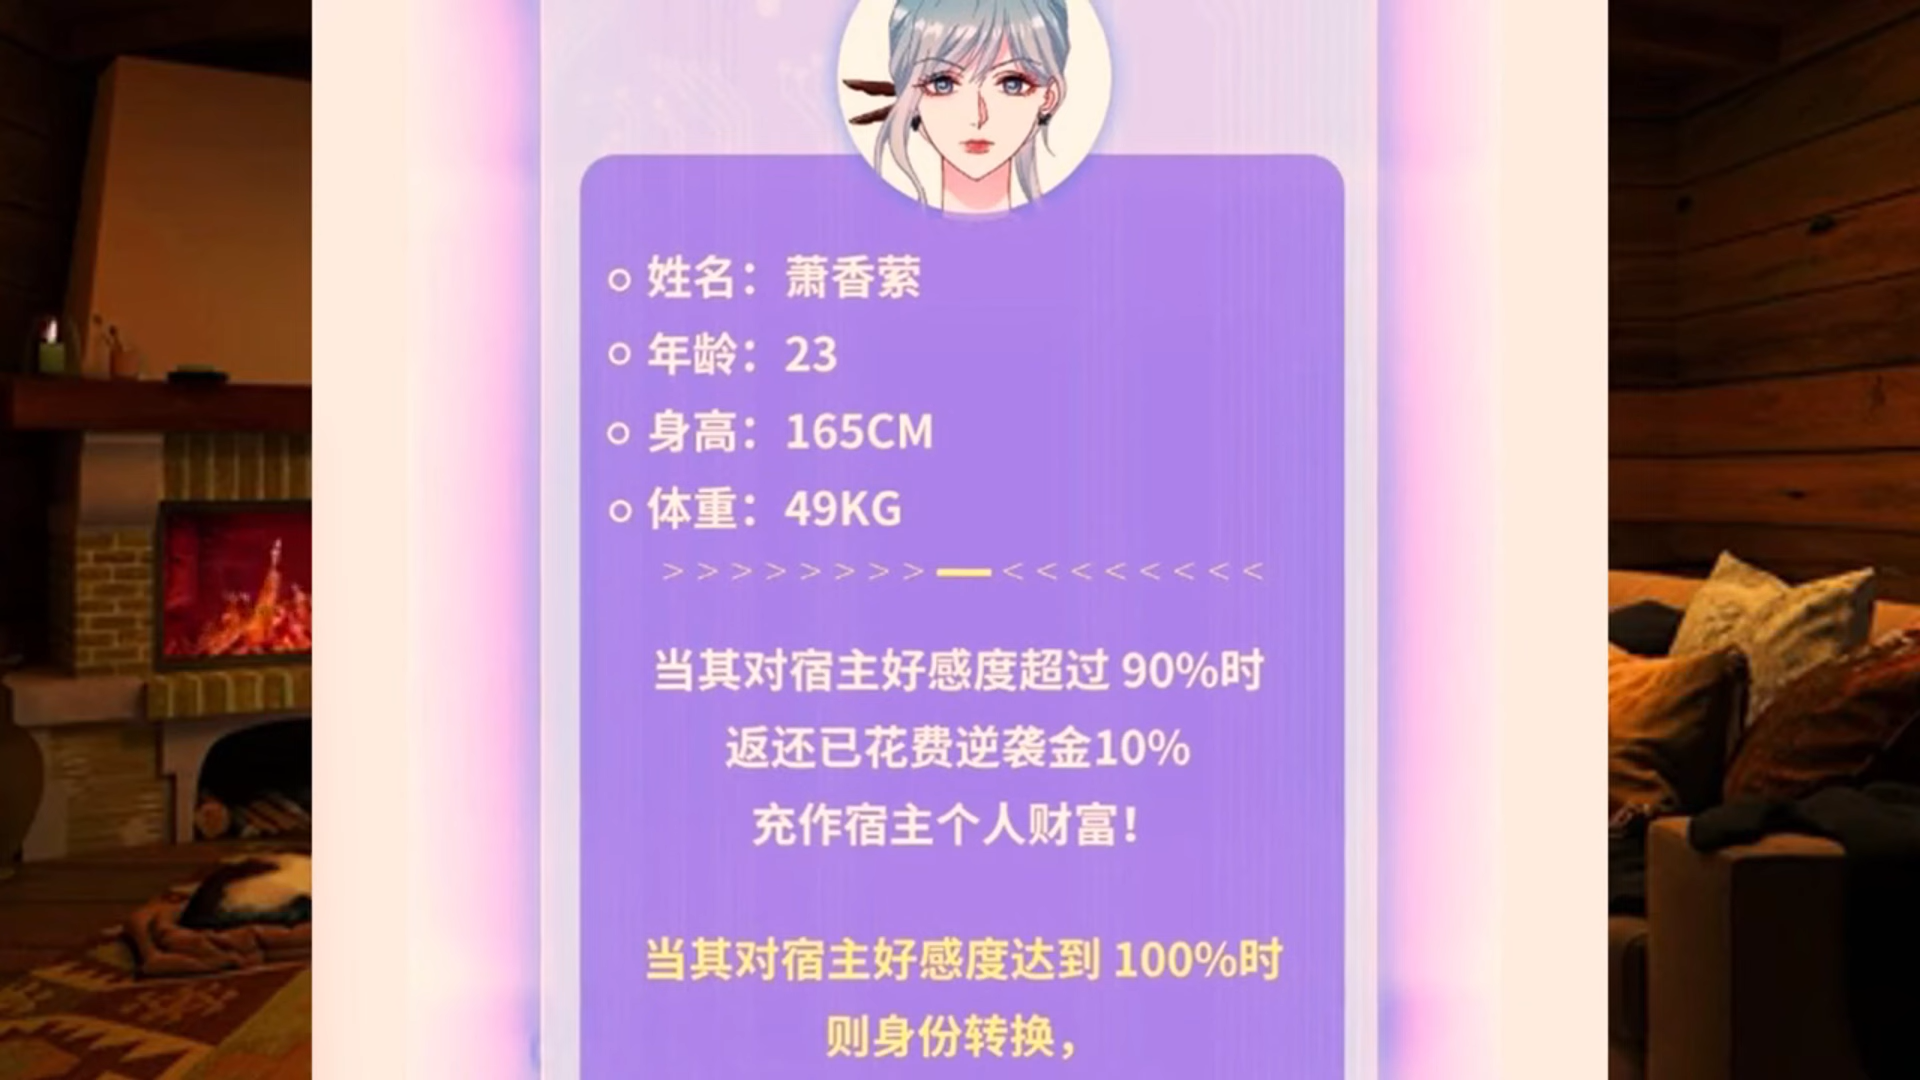 姓名：萧香萦
年龄：23
身高：165CM
体重：49KG
>>>>>>>>—<<<<<<<<
当其对宿主好感度超过 90%时
返还已花费逆袭金10%
充作宿主个人财富！
当其对宿主好感度达到 100%时
则身份转换，